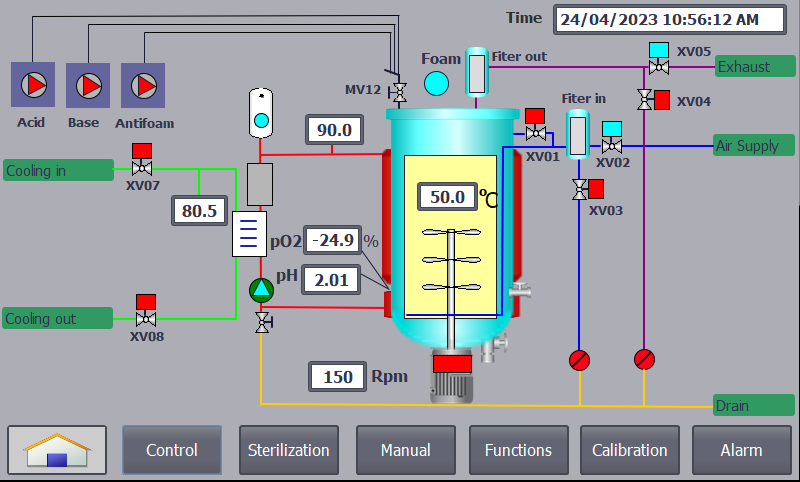 Time 24/04/2023 10:56:12 AM
XV05
Foam
Fiter out
Exhaust
MV12
Fiter in
XV04
Acid
Base
Antifoam
90.0
XV01
XV02
Air Supply
Cooling in
XV07
80.5
50.0 °C
XV03
pO2 -24.9 %
pH 2.01
Cooling out
XV08
150 Rpm
Drain
Control
Sterilization
Manual
Functions
Calibration
Alarm